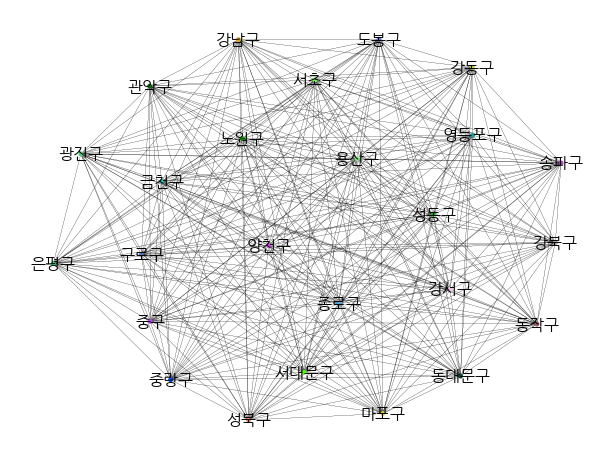 강남구
도봉구
강동구
서초구
관악구
영등포구
노원구
용산구
송파구
광진구
금천구
성동구
강북구
양천구
구로구
은평구
강서구
종로구
중구
동작구
서대문구
동대문구
중랑구
마포구
성북구